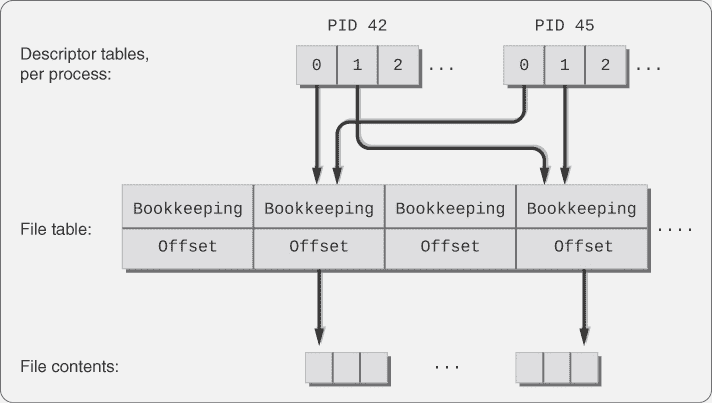 PID 42 PID 45
Descriptor tables,
per process:
0 1 2 ... 0 1 2 ...
File table:
Bookkeeping Bookkeeping Bookkeeping Bookkeeping
Offset Offset Offset Offset
....
File contents:
...